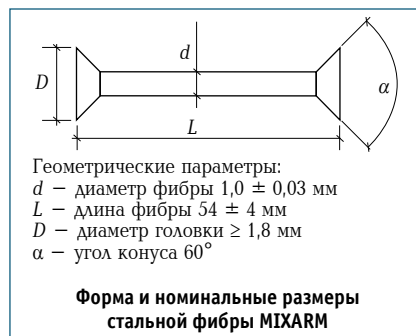 d
D
α
L
Геометрические параметры:
d — диаметр фибры 1,0 ± 0,03 мм
L — длина фибры 54 ± 4 мм
D — диаметр головки ≥ 1,8 мм
α — угол конуса 60°
Форма и номинальные размеры
стальной фибры MIXARM